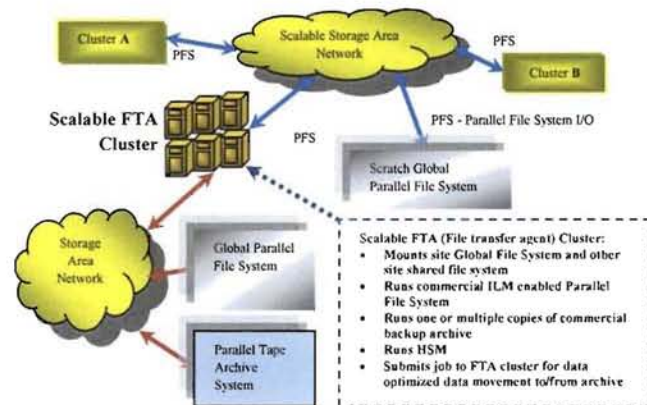 Cluster A
PFS
Scalable Storage Area
Network
PFS
Cluster B
Scalable FTA
Cluster
PFS
PFS - Parallel File System I/O
Scratch Global
Parallel File System
Storage
Area
Network
Global Parallel
File System
Parallel Tape
Archive
System
Scalable FTA (File transfer agent) Cluster:
• Mounts site Global File System and other
site shared file system
• Runs commercial ILM enabled Parallel
File System
• Runs one or multiple copies of commercial
backup archive
• Runs HSM
• Submits job to FTA cluster for data
optimized data movement to/from archive